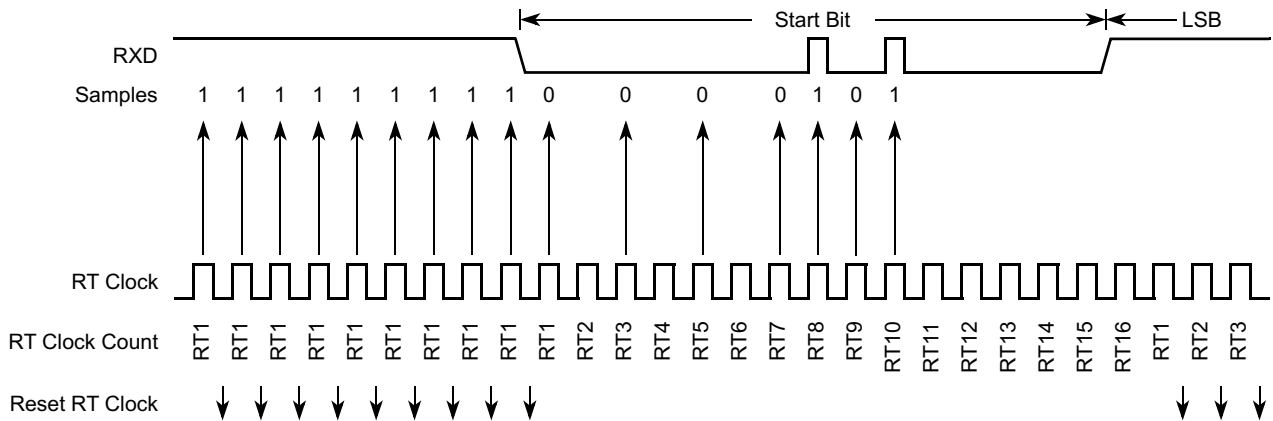 Start Bit LSB
RXD
Samples 1 1 1 1 1 1 1 1 1 0 0 0 0 1 0 1
RT Clock
RT Clock Count RT1 RT1 RT1 RT1 RT1 RT1 RT1 RT1 RT1 RT1 RT2 RT3 RT4 RT5 RT6 RT7 RT8 RT9 RT10 RT11 RT12 RT13 RT14 RT15 RT16 RT1 RT2 RT3
Reset RT Clock